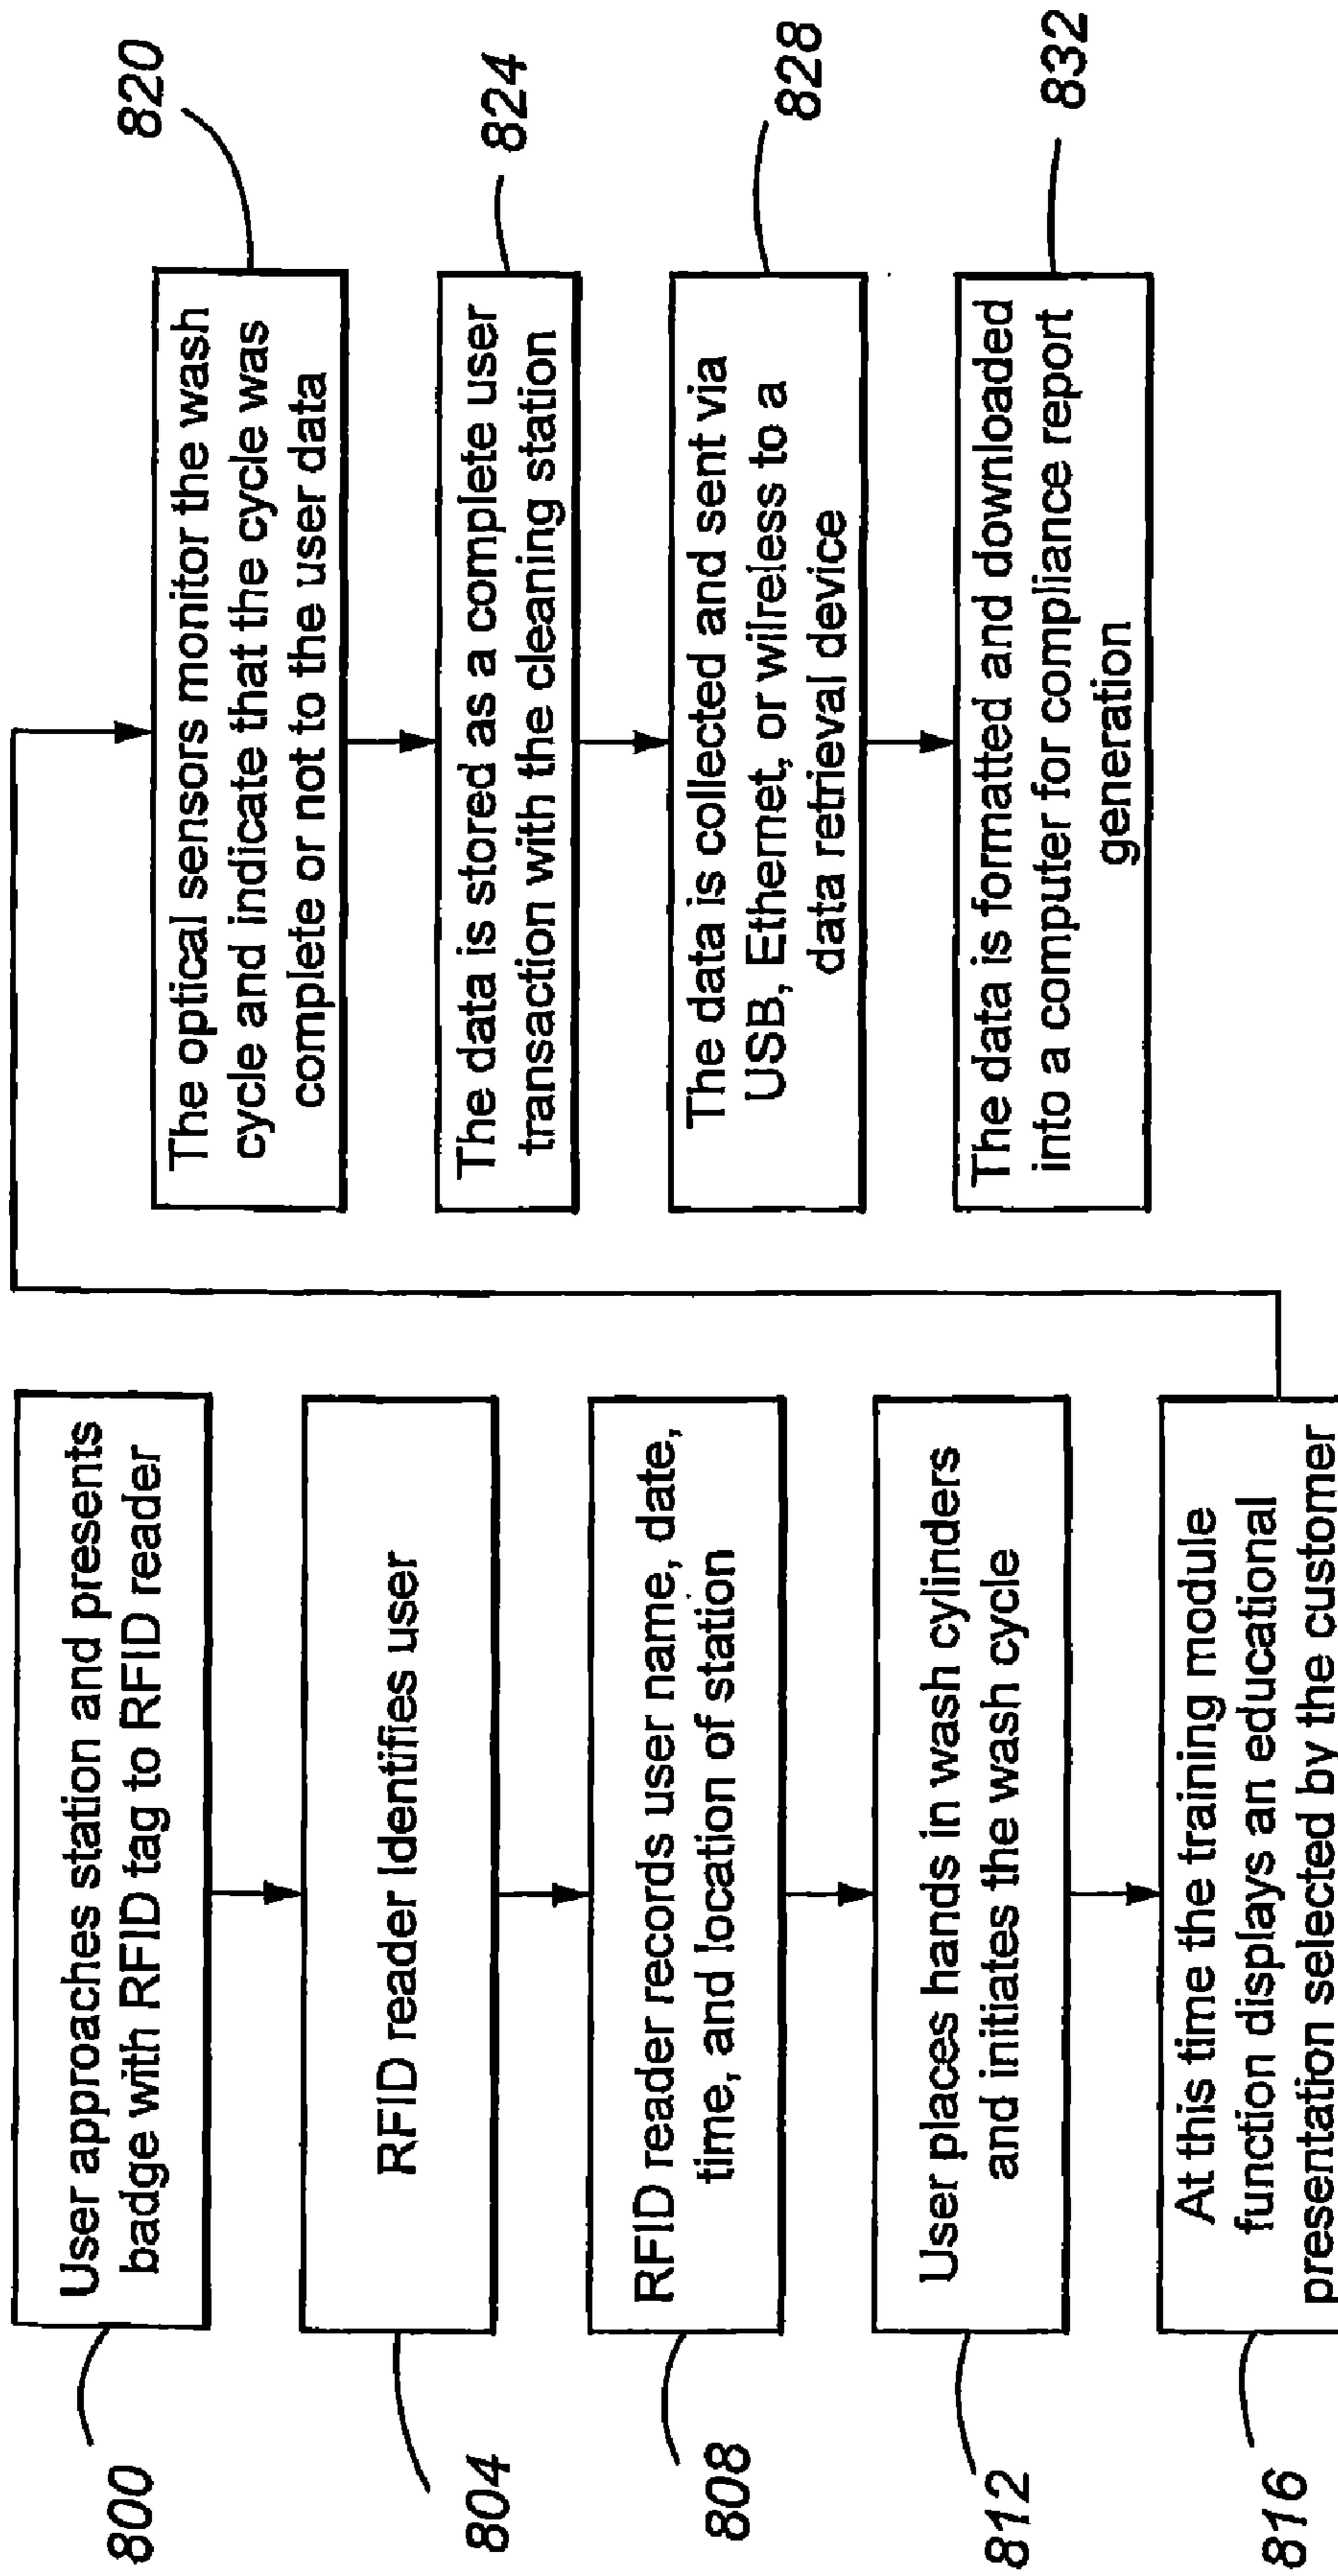 800
User approaches station and presents
badge with RFID tag to RFID reader
804
RFID reader identifies user
808
RFID reader records user name, date,
time, and location of station
812
User places hands in wash cylinders
and initiates the wash cycle
816
At this time the training module
function displays an educational
presentation selected by the customer
820
The optical sensors monitor the wash
cycle and indicate that the cycle was
complete or not to the user data
824
The data is stored as a complete user
transaction with the cleaning station
828
The data is collected and sent via
USB, Ethernet, or wilreless to a
data retrieval device
832
The data is formatted and downloaded
into a computer for compliance report
generation